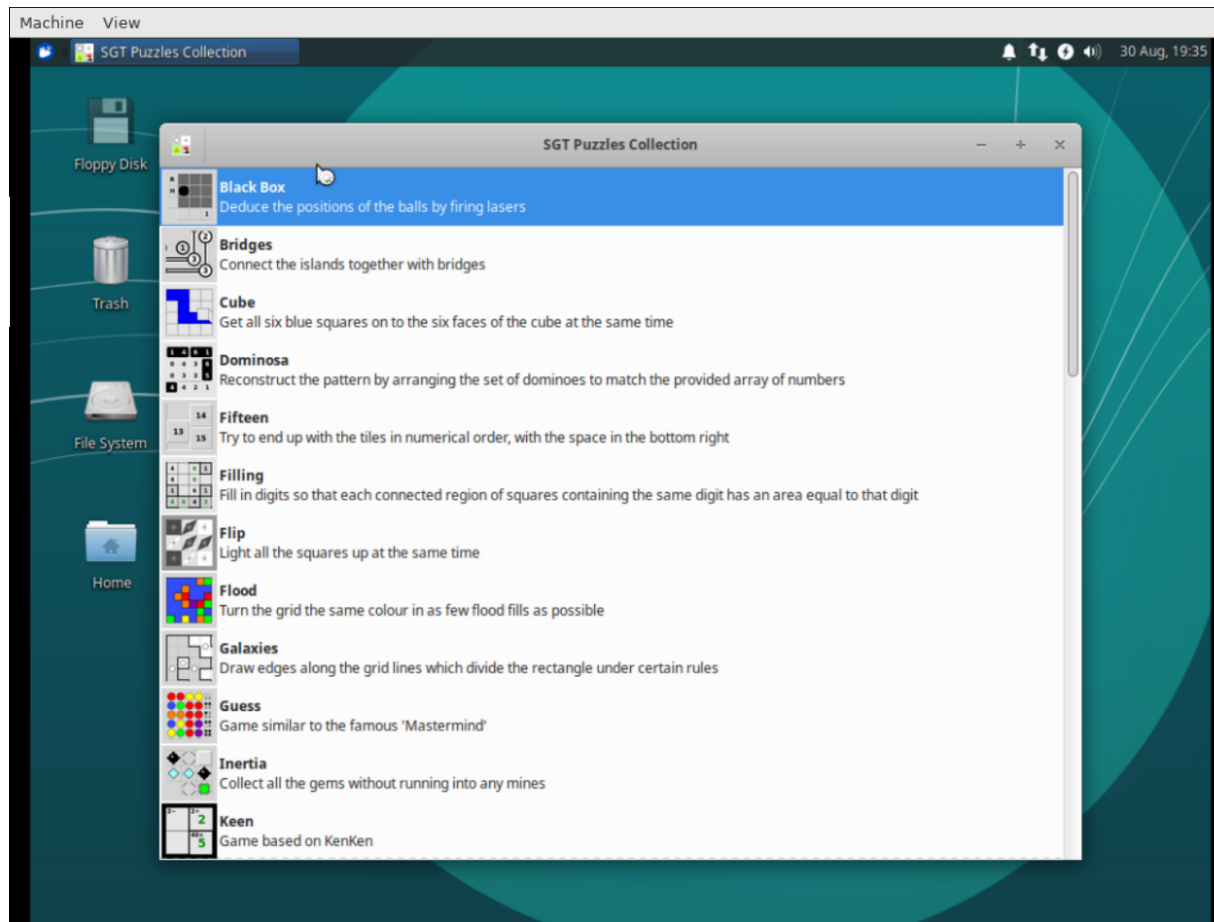 Machine View
SGT Puzzles Collection
30 Aug, 19:35
Floppy Disk
Trash
File System
Home
SGT Puzzles Collection
Black Box
Deduce the positions of the balls by firing lasers
Bridges
Connect the islands together with bridges
Cube
Get all six blue squares on to the six faces of the cube at the same time
Dominosa
Reconstruct the pattern by arranging the set of dominoes to match the provided array of numbers
14
13 15
Fifteen
Try to end up with the tiles in numerical order, with the space in the bottom right
Filling
Fill in digits so that each connected region of squares containing the same digit has an area equal to that digit
Flip
Light all the squares up at the same time
Flood
Turn the grid the same colour in as few flood fills as possible
Galaxies
Draw edges along the grid lines which divide the rectangle under certain rules
Guess
Game similar to the famous 'Mastermind'
Inertia
Collect all the gems without running into any mines
2
5
Keen
Game based on KenKen